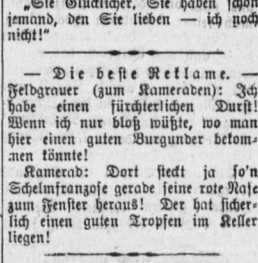 „Sie Glücklicher, Sie haben schon
jemand, den Sie lieben — ich noch
nicht!"
— Die beste Reklame. —
Feldgrauer (zum Kameraden): Ich
habe einen fürchterlichen Durst!
Wenn ich nur bloß wüßte, wo man
hier einen guten Burgunder bekom-
men könnte!
Kamerad: Dort steckt ja so'n
Schelmfranzose gerade seine rote Nase
zum Fenster heraus! Der hat sicher-
lich einen guten Tropfen im Keller
liegen!